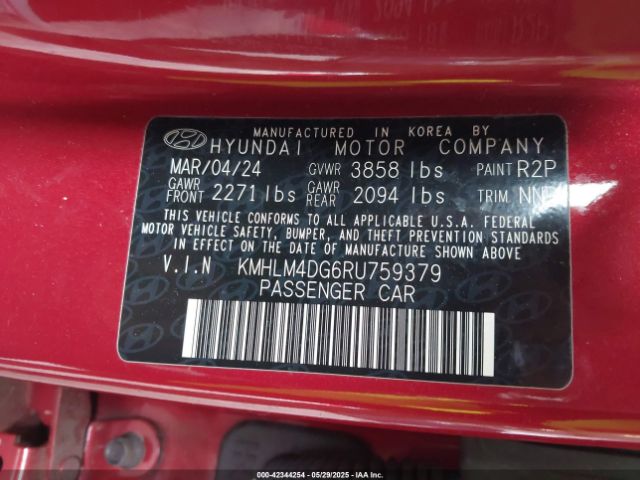 MANUFACTURED IN KOREA BY
HYUNDAI MOTOR COMPANY
MAR/04/24 GVWR 3858 lbs PAINT R2P
GAWR FRONT 2271 lbs GAWR REAR 2094 lbs TRIM NNB
THIS VEHICLE CONFORMS TO ALL APPLICABLE U.S.A. FEDERAL
MOTOR VEHICLE SAFETY, BUMPER, AND THEFT PREVENTION STANDARDS
IN EFFECT ON THE DATE OF MANUFACTURE SHOWN ABOVE.
V.I.N KMHLM4DG6RU759379
PASSENGER CAR
© 000-42344254 - 05/29/2025 - IAA Inc.